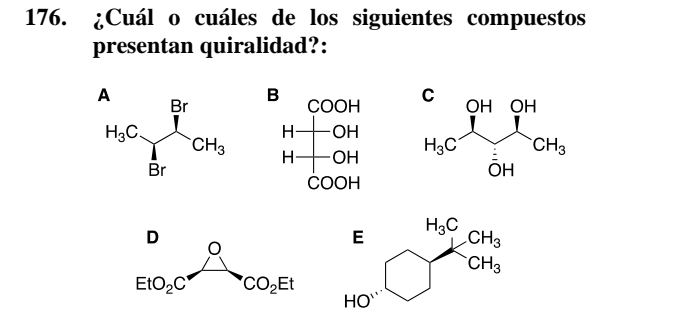 176. ¿Cuál o cuáles de los siguientes compuestos
presentan quiralidad?:
A
Br
H₃C
CH₃
Br
B
COOH
H OH
H OH
COOH
C
OH OH
H₃C
CH₃
OH
D
O
EtO₂C CO₂Et
E
H₃C
CH₃
CH₃
HO